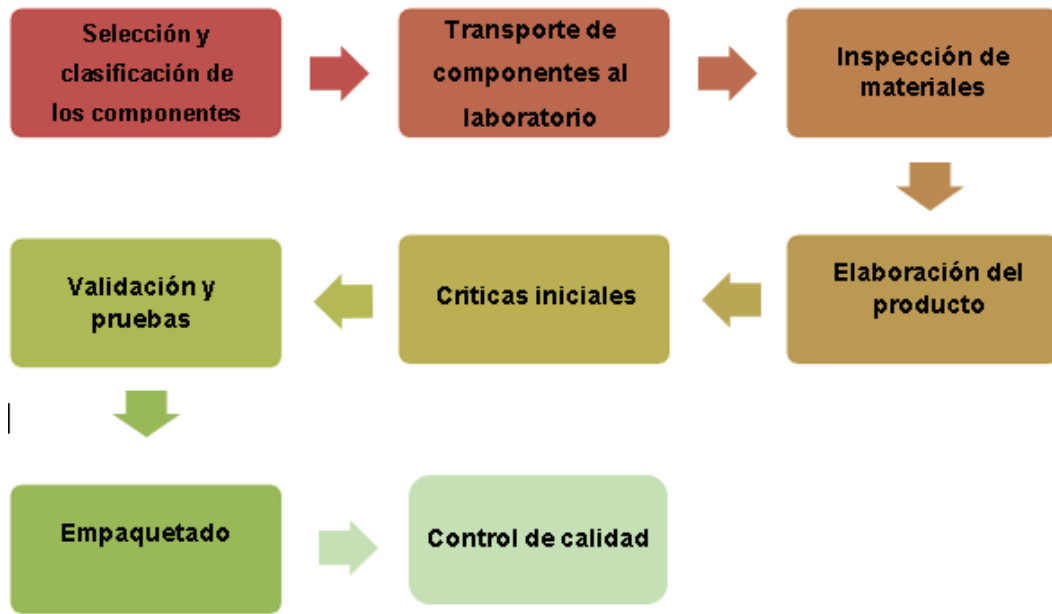 Selección y
clasificación de
los componentes
Transporte de
componentes al
laboratorio
Inspección de
materiales
Elaboración del
producto
Criticas iniciales
Validación y
pruebas
Empaquetado
Control de calidad